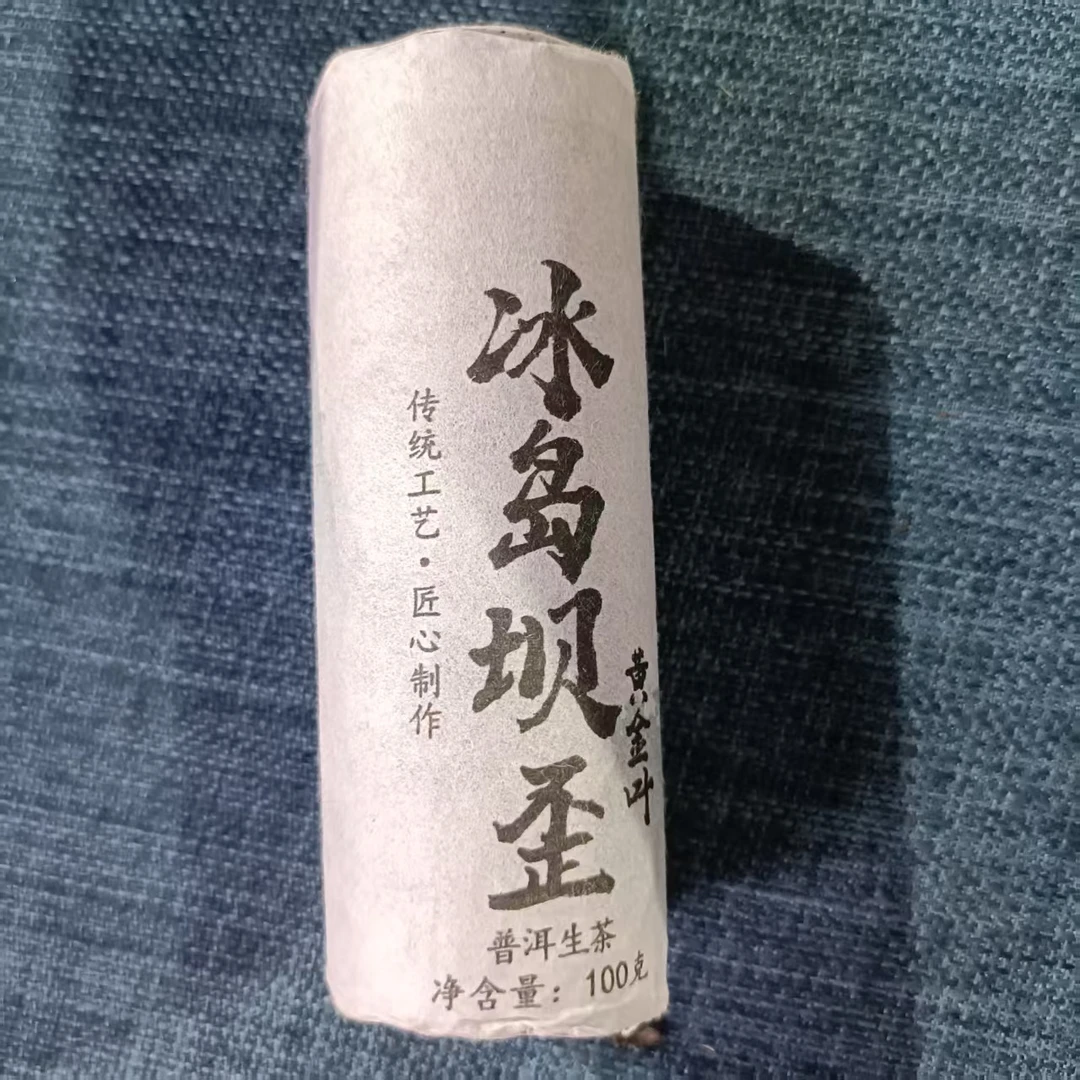 冰岛坝歪
黄金叶
传统工艺·匠心制作
普洱生茶
净含量：100克